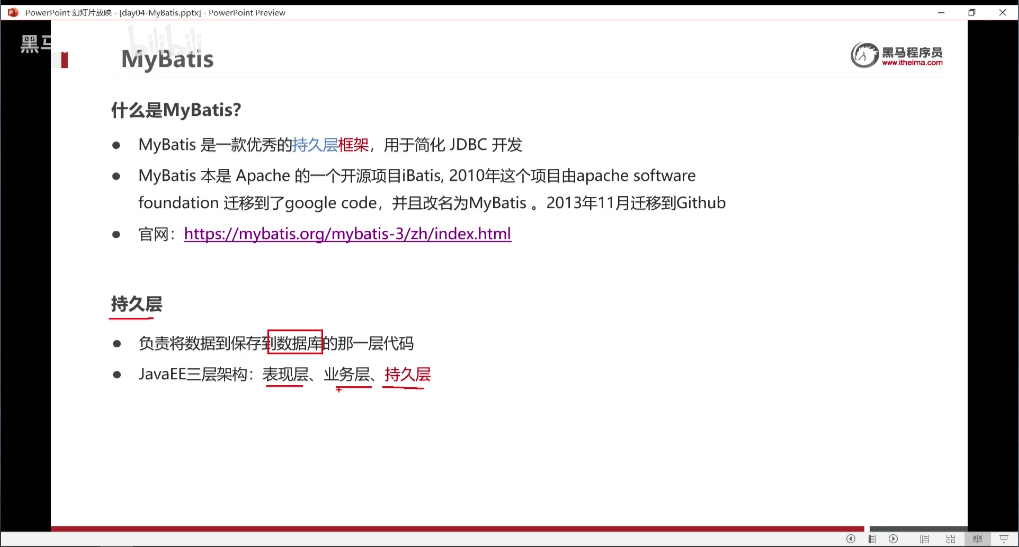 PowerPoint 幻灯片放映 - [day04-MyBatis.pptx] - PowerPoint Preview
黑马
bilibili
MyBatis
黑马程序员
www.itheima.com
什么是MyBatis?
● MyBatis 是一款优秀的持久层框架，用于简化 JDBC 开发
● MyBatis 本是 Apache 的一个开源项目iBatis, 2010年这个项目由apache software
foundation 迁移到了google code，并且改名为MyBatis 。2013年11月迁移到Github
● 官网：https://mybatis.org/mybatis-3/zh/index.html
持久层
● 负责将数据到保存到数据库的那一层代码
● JavaEE三层架构：表现层、业务层、持久层